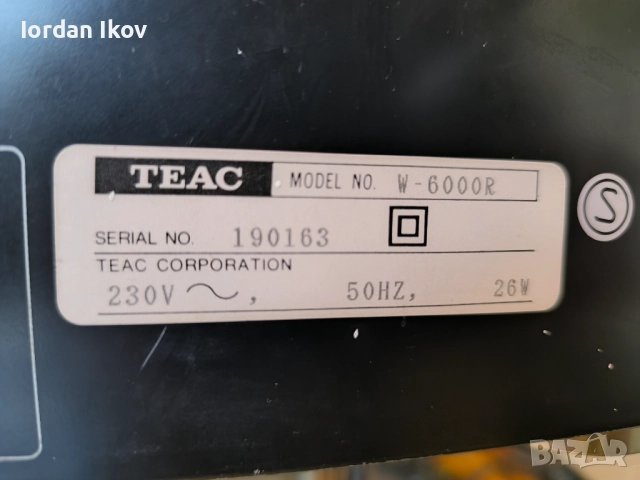 Iordan Ikov
TEAC MODEL NO. W-6000R
SERIAL NO. 190163
TEAC CORPORATION
230V ~, 50HZ, 26W
S
BAZAR